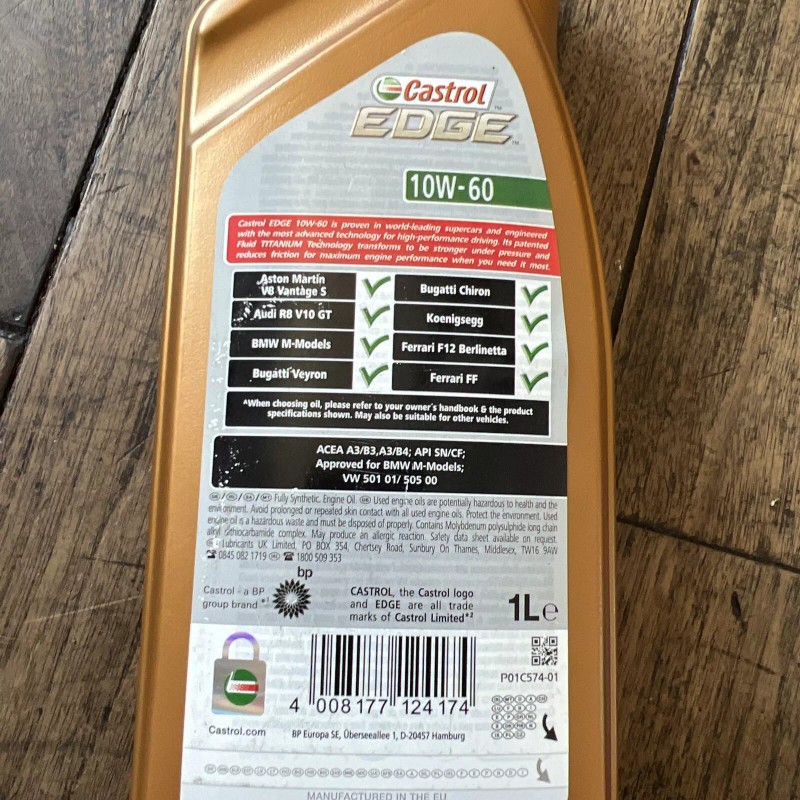 Castrol
EDGE
10W-60
Castrol EDGE 10W-60 is proven in world-leading supercars and engineered
with the most advanced technology for high-performance driving. Its patented
Fluid TITANIUM Technology transforms to be stronger under pressure and
reduces friction for maximum engine performance when you need it most.
Aston Martin
V8 Vantage S
Bugatti Chiron
Audi R8 V10 GT
Koenigsegg
BMW M-Models
Ferrari F12 Berlinetta
Bugatti Veyron
Ferrari FF
^When choosing oil, please refer to your owner's handbook & the product
specifications shown. May also be suitable for other vehicles.
ACEA A3/B3,A3/B4; API SN/CF;
Approved for BMW M-Models;
VW 501 01/ 505 00
Fully Synthetic. Engine Oil. Used engine oils are potentially hazardous to health and the
environment. Avoid prolonged or repeated skin contact with all used engine oils. Protect the environment. Used
engine oil is a hazardous waste and must be disposed of properly. Contains Molybdenum polysulphide long chain
alkyl dithiocarbamide complex. May produce an allergic reaction. Safety data sheet available on request.
Lubricants UK Limited, PO BOX 354, Chertsey Road, Sunbury On Thames, Middlesex, TW16 9AW
0845 082 1719 1800 509 353
bp
Castrol - a BP
group brand *1
CASTROL, the Castrol logo
and EDGE are all trade
marks of Castrol Limited*2
1L e
P01C574-01
4 008177 124174
Castrol.com
BP Europa SE, Überseeallee 1, D-20457 Hamburg
MANUFACTURED IN THE EU